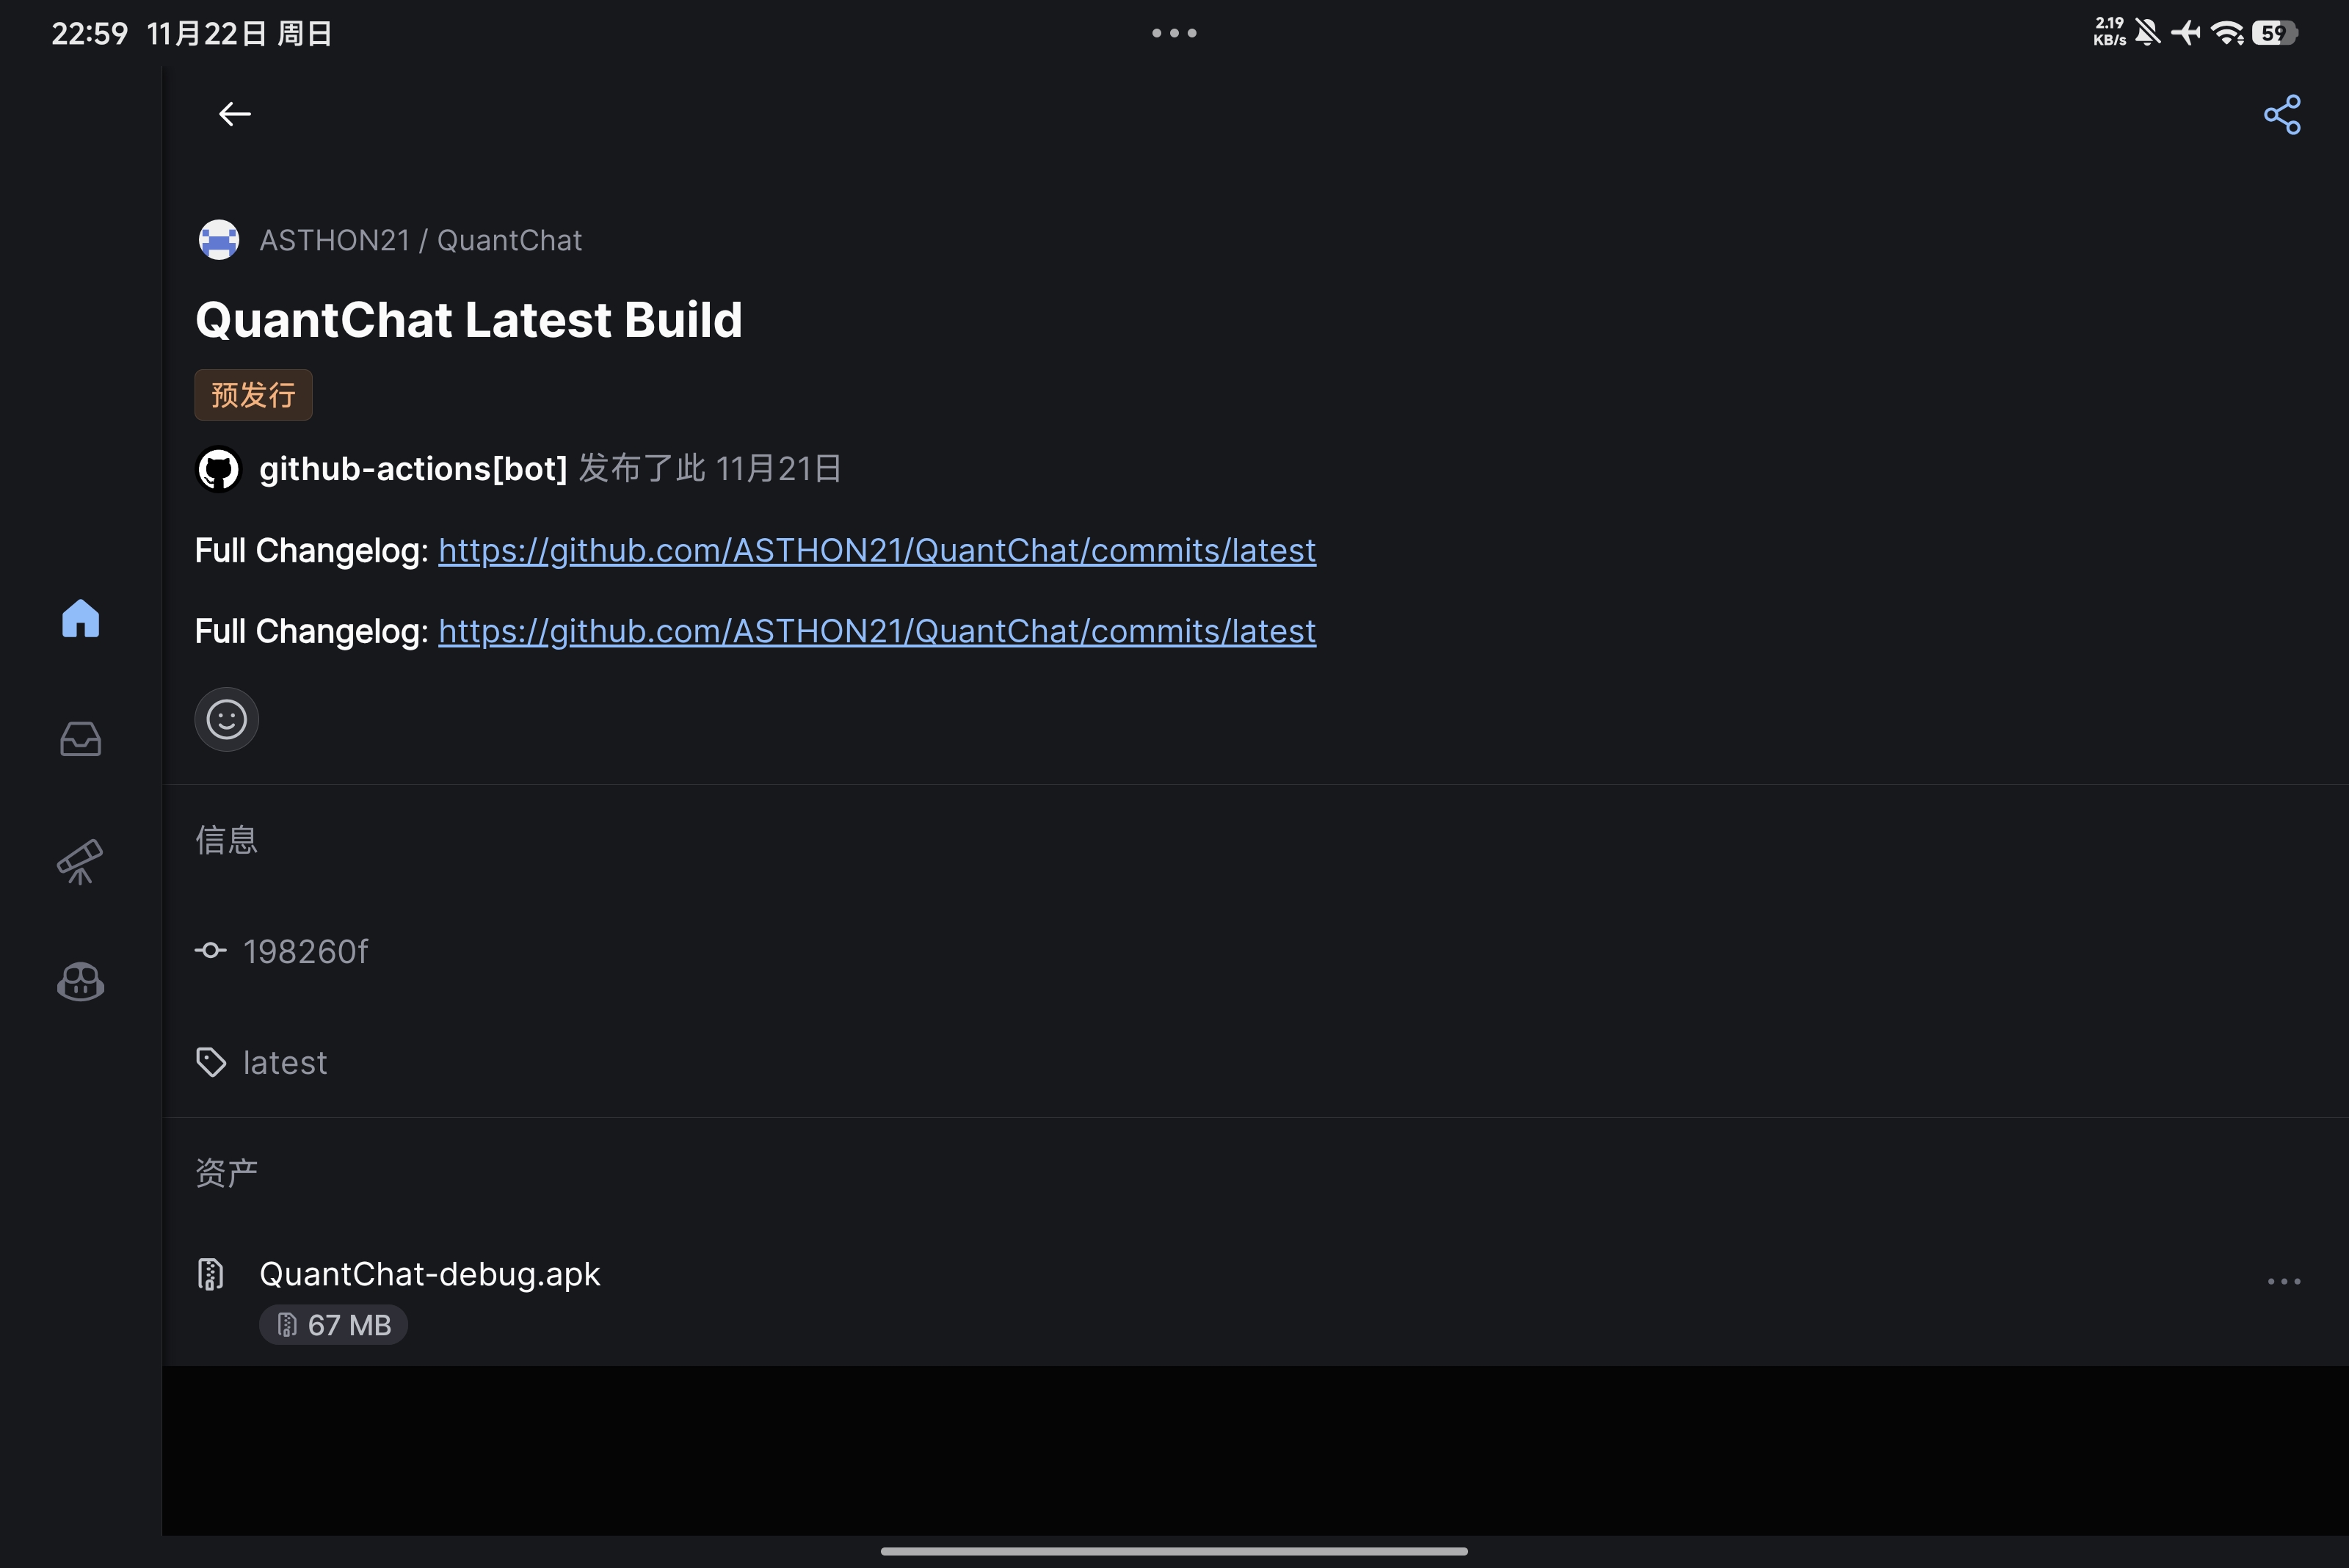 22:59 11月22日 周日
2.19 KB/s 59
ASTHON21 / QuantChat
QuantChat Latest Build
预发行
github-actions[bot] 发布了此 11月21日
Full Changelog: https://github.com/ASTHON21/QuantChat/commits/latest
Full Changelog: https://github.com/ASTHON21/QuantChat/commits/latest
信息
198260f
latest
资产
QuantChat-debug.apk
67 MB